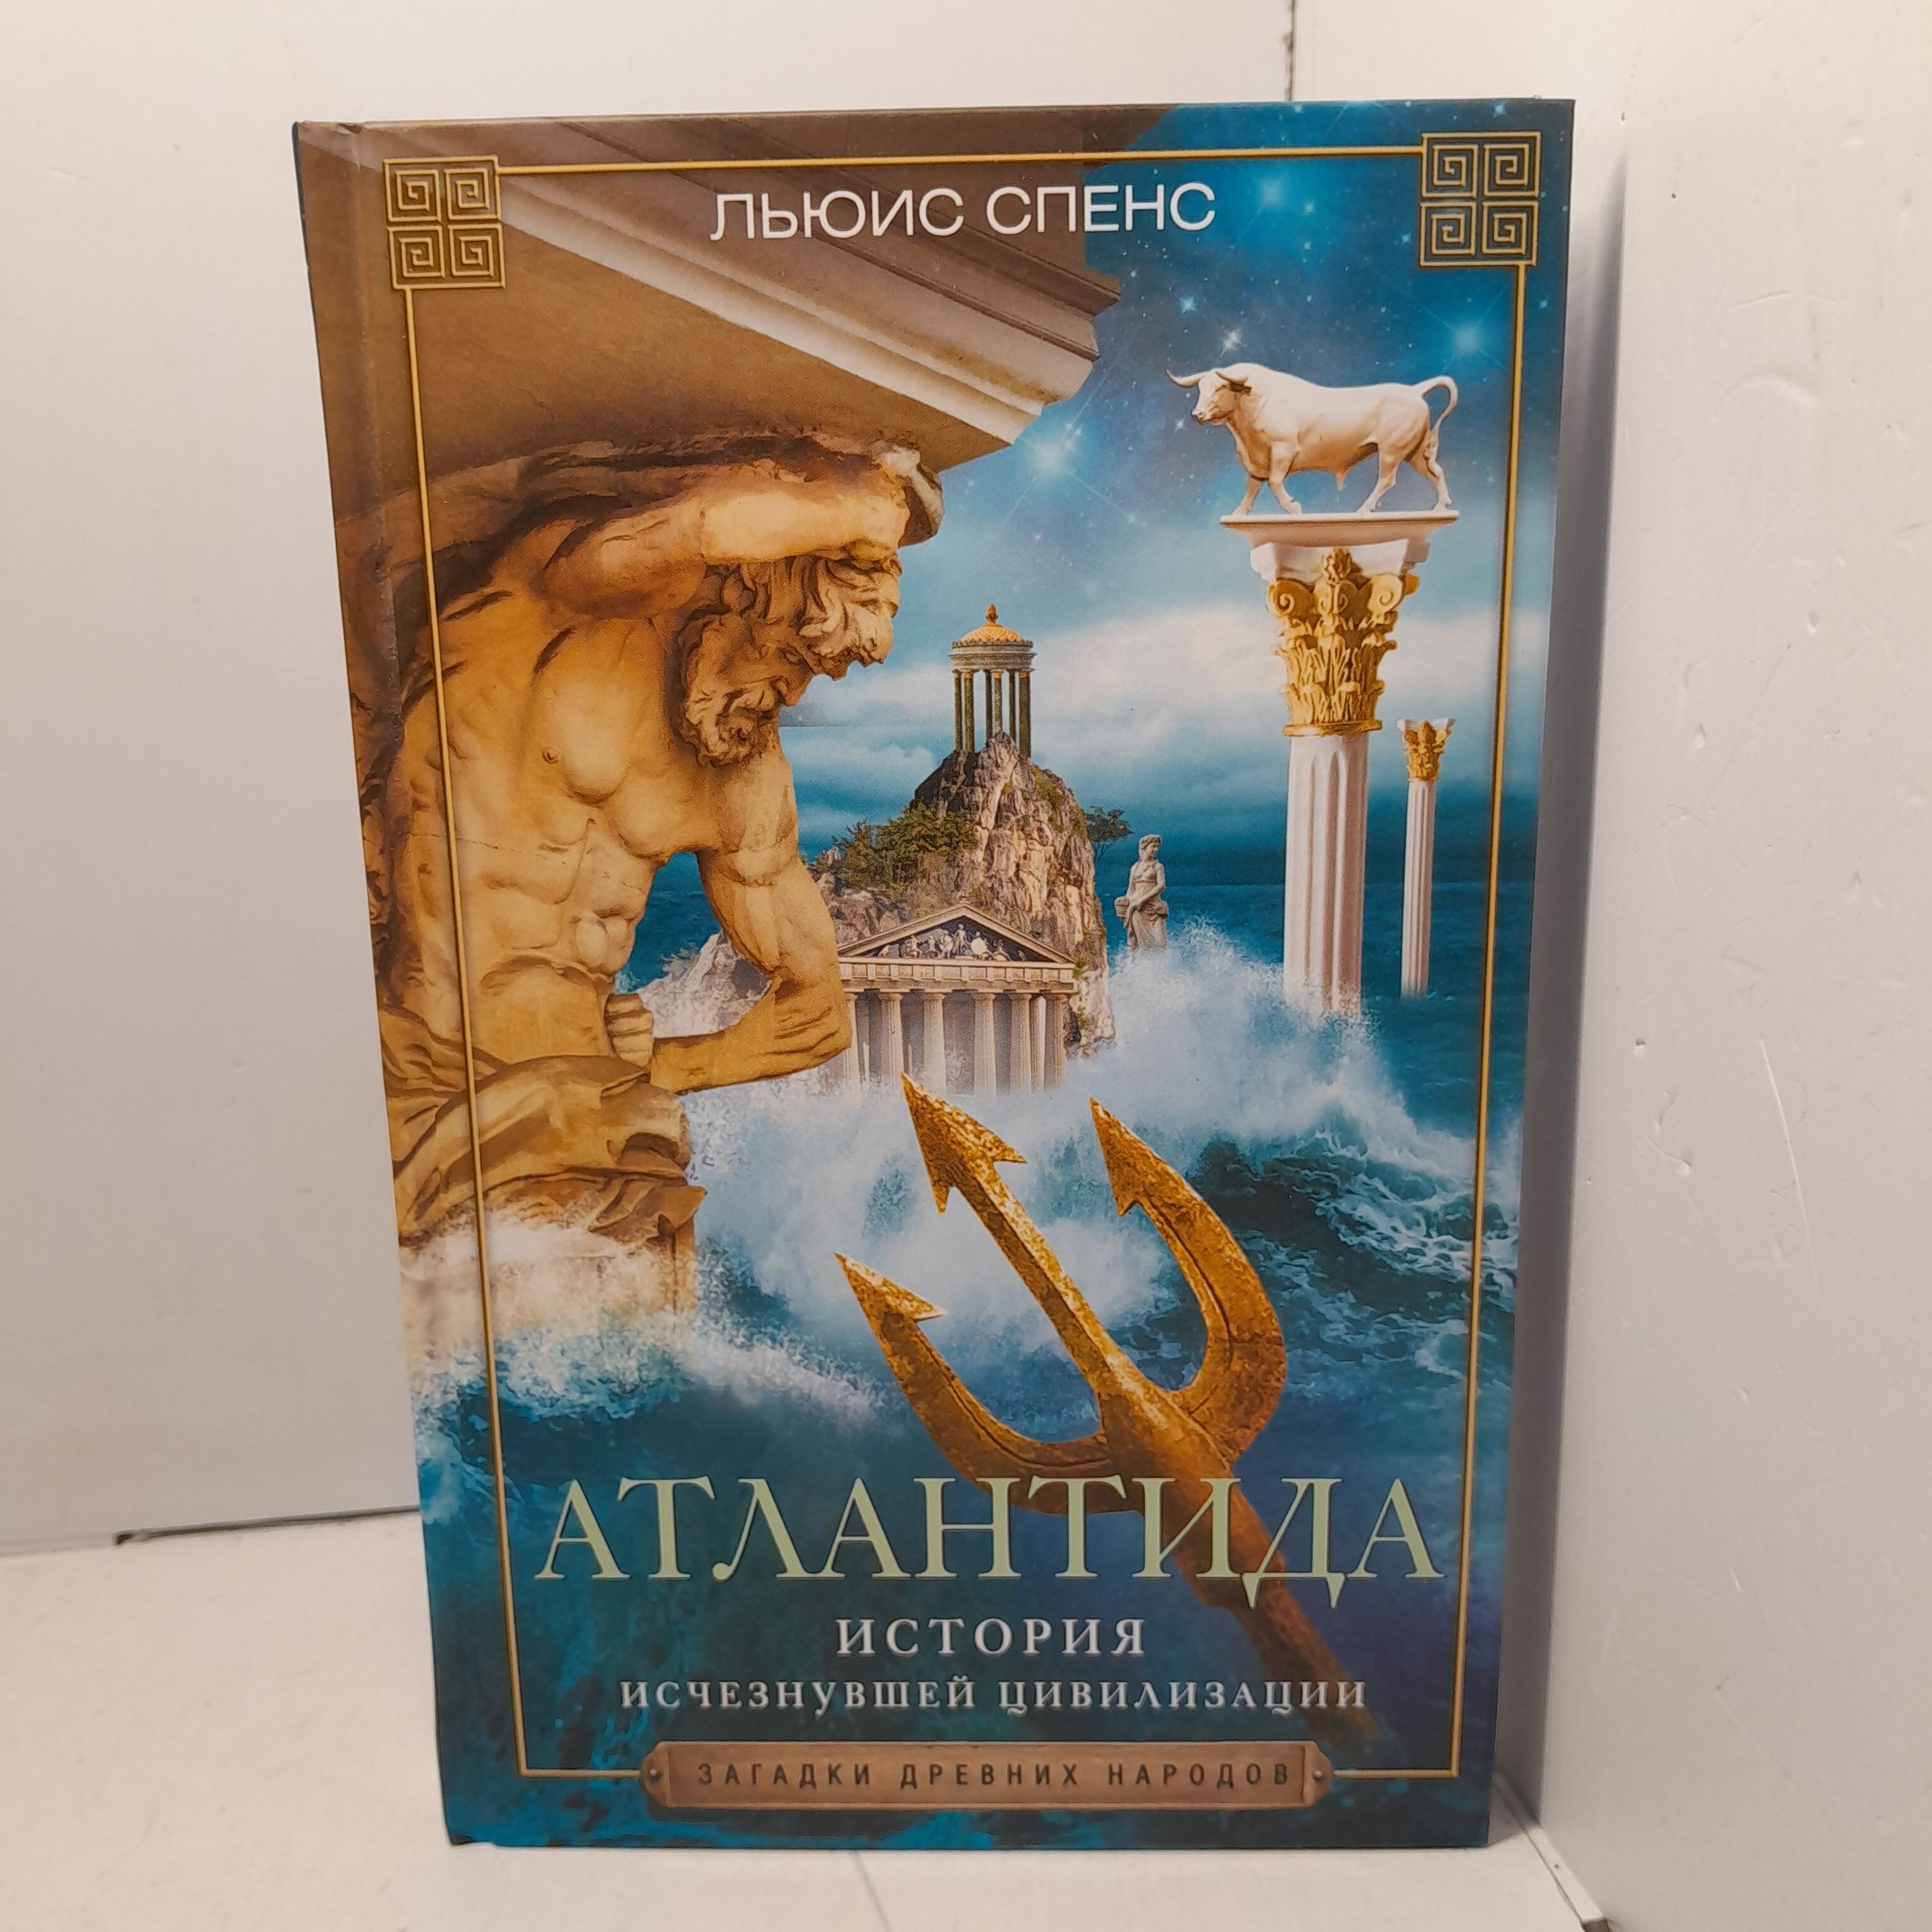 ЛЬЮИС СПЕНС
АТЛАНТИДА
ИСТОРИЯ
ИСЧЕЗНУВШЕЙ ЦИВИЛИЗАЦИИ
ЗАГАДКИ ДРЕВНИХ НАРОДОВ